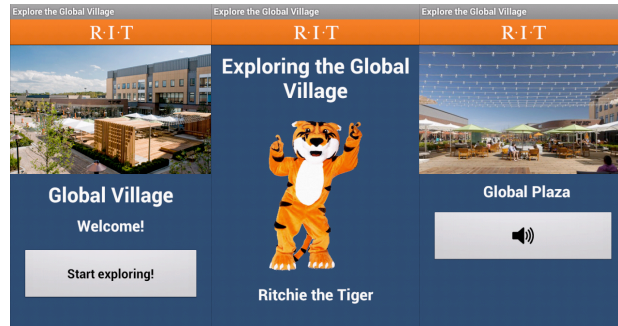 Explore the Global Village
R·I·T
Global Village
Welcome!
Start exploring!
Explore the Global Village
R·I·T
Exploring the Global
Village
Ritchie the Tiger
Explore the Global Village
R·I·T
Global Plaza